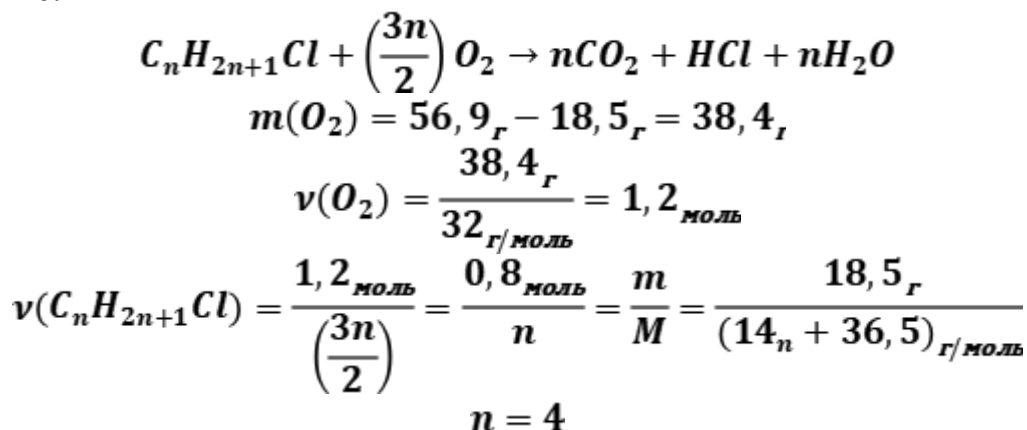 CₙH₂ₙ₊₁Cl + (3n/2) O₂ → nCO₂ + HCl + nH₂O
m(O₂) = 56,9г − 18,5г = 38,4г
ν(O₂) = 38,4г / 32г/моль = 1,2моль
ν(CₙH₂ₙ₊₁Cl) = 1,2моль / (3n/2) = 0,8моль / n = m / M = 18,5г / (14ₙ + 36,5)г/моль
n = 4